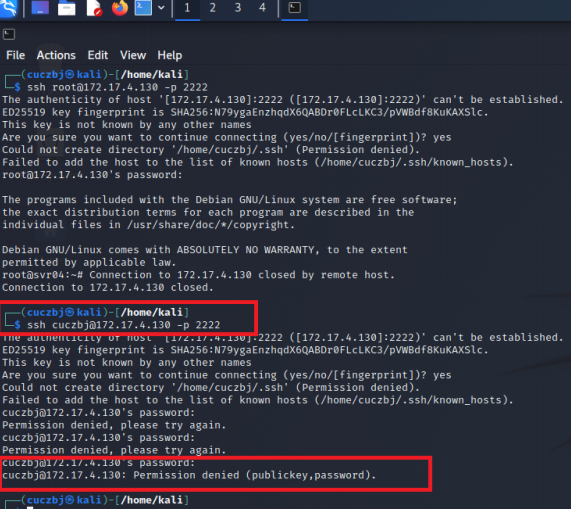 1 2 3 4
File Actions Edit View Help
(cuczbj㉿kali)-[/home/kali]
$ ssh root@172.17.4.130 -p 2222
The authenticity of host '[172.17.4.130]:2222 ([172.17.4.130]:2222)' can't be established.
ED25519 key fingerprint is SHA256:N79ygaEnzhqdX6QABDr0FLcLKC3/pVWBdf8KuKAXSlc.
This key is not known by any other names
Are you sure you want to continue connecting (yes/no/[fingerprint])? yes
Could not create directory '/home/cuczbj/.ssh' (Permission denied).
Failed to add the host to the list of known hosts (/home/cuczbj/.ssh/known_hosts).
root@172.17.4.130's password:
The programs included with the Debian GNU/Linux system are free software;
the exact distribution terms for each program are described in the
individual files in /usr/share/doc/*/copyright.
Debian GNU/Linux comes with ABSOLUTELY NO WARRANTY, to the extent
permitted by applicable law.
root@svr04:~# Connection to 172.17.4.130 closed by remote host.
Connection to 172.17.4.130 closed.
(cuczbj㉿kali)-[/home/kali]
$ ssh cuczbj@172.17.4.130 -p 2222
The authenticity of host '[172.17.4.130]:2222 ([172.17.4.130]:2222)' can't be established.
ED25519 key fingerprint is SHA256:N79ygaEnzhqdX6QABDr0FLcLKC3/pVWBdf8KuKAXSlc.
This key is not known by any other names
Are you sure you want to continue connecting (yes/no/[fingerprint])? yes
Could not create directory '/home/cuczbj/.ssh' (Permission denied).
Failed to add the host to the list of known hosts (/home/cuczbj/.ssh/known_hosts).
cuczbj@172.17.4.130's password:
Permission denied, please try again.
cuczbj@172.17.4.130's password:
Permission denied, please try again.
cuczbj@172.17.4.130's password:
cuczbj@172.17.4.130: Permission denied (publickey,password).
(cuczbj㉿kali)-[/home/kali]